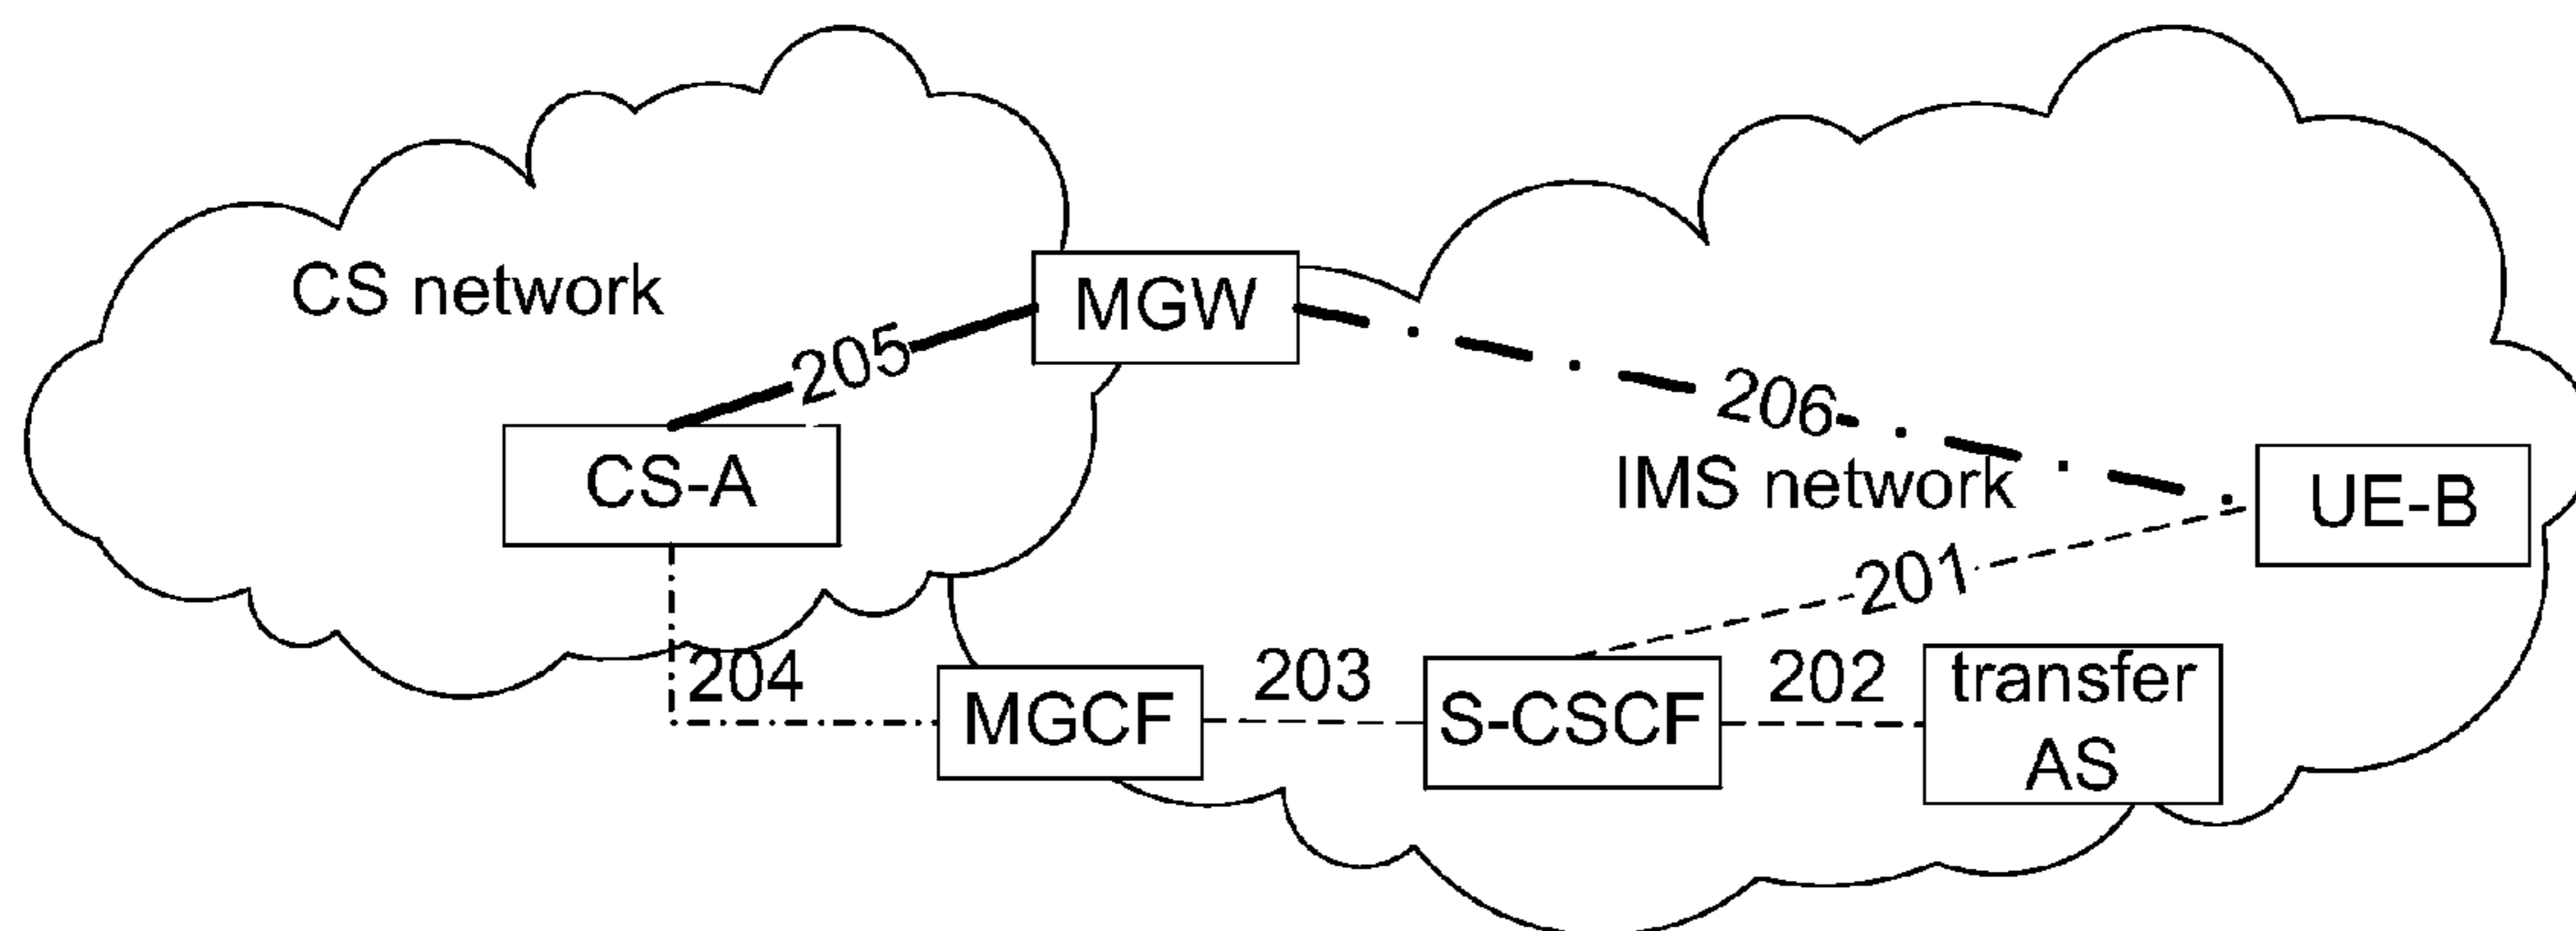 CS network
MGW
205
206
CS-A
IMS network
UE-B
201
204
MGCF
203
S-CSCF
202
transfer
AS